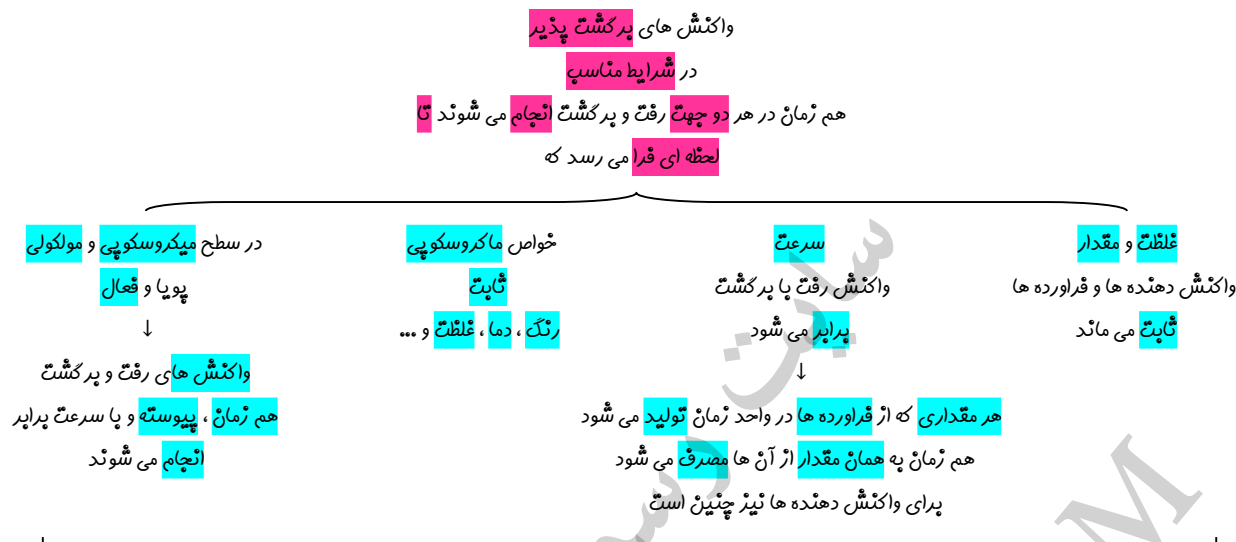 واکنش های برگشت پذیر
در شرایط مناسب
هم زمان در هر دو جهت رفت و برگشت انجام می شوند تا
لحظه ای فرا می رسد که
غلظت و مقدار
واکنش دهنده ها و فراورده ها
ثابت می ماند
سرعت
واکنش رفت با برگشت
برابر می شود
↓
هر مقداری که از فراورده ها در واحد زمان تولید می شود
هم زمان به همان مقدار از آن ها مصرف می شود
برای واکنش دهنده ها نیز چنین است
خواص ماکروسکوپی
ثابت
رنگ ، دما ، غلظت و ...
در سطح میکروسکوپی و مولکولی
پویا و فعال
↓
واکنش های رفت و برگشت
هم زمان ، پیوسته و با سرعت برابر
انجام می شوند
سایت
M